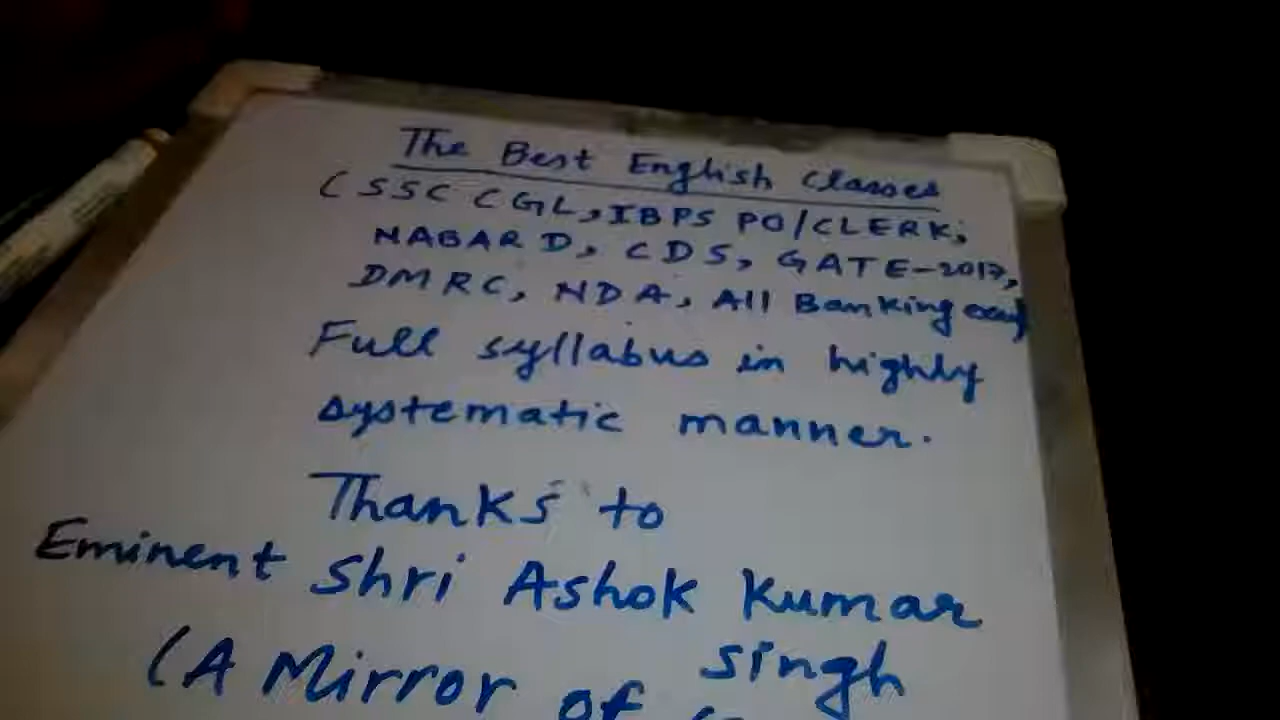 The Best English Classes
(SSC CGL, IBPS PO/CLERK,
NABARD, CDS, GATE-2017,
DMRC, NDA, All Banking
Full syllabus in highly
systematic manner.
Thanks to
Eminent Shri Ashok Kumar
Singh
(A Mirror of